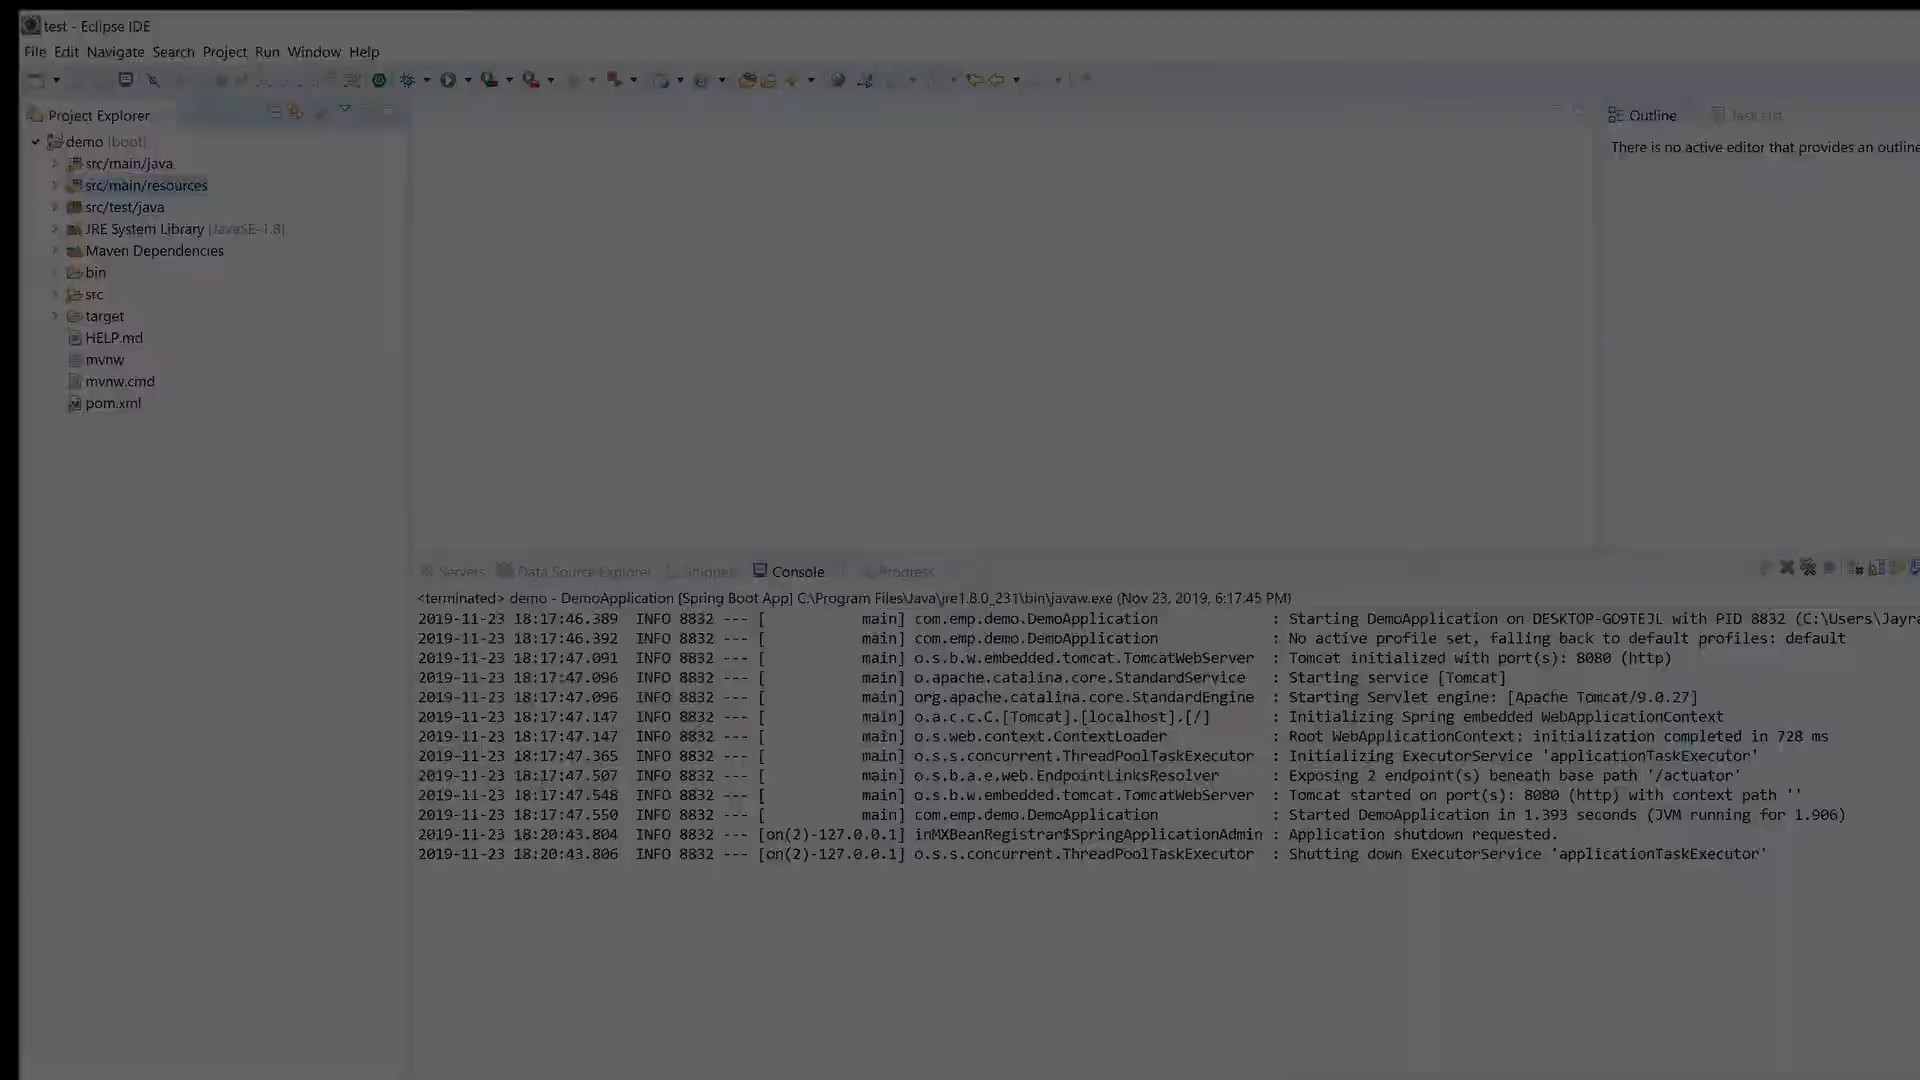 test - Eclipse IDE
File Edit Navigate Search Project Run Window Help
Project Explorer
demo [boot]
src/main/java
src/main/resources
src/test/java
JRE System Library [JavaSE-1.8]
Maven Dependencies
bin
src
target
HELP.md
mvnw
mvnw.cmd
pom.xml
Outline Task List
There is no active editor that provides an outline
Servers Data Source Explorer Snippets Console Progress
<terminated> demo - DemoApplication [Spring Boot App] C:\Program Files\Java\jre1.8.0_231\bin\javaw.exe (Nov 23, 2019, 6:17:45 PM)
2019-11-23 18:17:46.389 INFO 8832 --- [ main] com.emp.demo.DemoApplication : Starting DemoApplication on DESKTOP-GO9TEJL with PID 8832 (C:\Users\Jayra
2019-11-23 18:17:46.392 INFO 8832 --- [ main] com.emp.demo.DemoApplication : No active profile set, falling back to default profiles: default
2019-11-23 18:17:47.091 INFO 8832 --- [ main] o.s.b.w.embedded.tomcat.TomcatWebServer : Tomcat initialized with port(s): 8080 (http)
2019-11-23 18:17:47.096 INFO 8832 --- [ main] o.apache.catalina.core.StandardService : Starting service [Tomcat]
2019-11-23 18:17:47.096 INFO 8832 --- [ main] org.apache.catalina.core.StandardEngine : Starting Servlet engine: [Apache Tomcat/9.0.27]
2019-11-23 18:17:47.147 INFO 8832 --- [ main] o.a.c.c.C.[Tomcat].[localhost].[/] : Initializing Spring embedded WebApplicationContext
2019-11-23 18:17:47.147 INFO 8832 --- [ main] o.s.web.context.ContextLoader : Root WebApplicationContext: initialization completed in 728 ms
2019-11-23 18:17:47.365 INFO 8832 --- [ main] o.s.s.concurrent.ThreadPoolTaskExecutor : Initializing ExecutorService 'applicationTaskExecutor'
2019-11-23 18:17:47.507 INFO 8832 --- [ main] o.s.b.a.e.web.EndpointLinksResolver : Exposing 2 endpoint(s) beneath base path '/actuator'
2019-11-23 18:17:47.548 INFO 8832 --- [ main] o.s.b.w.embedded.tomcat.TomcatWebServer : Tomcat started on port(s): 8080 (http) with context path ''
2019-11-23 18:17:47.550 INFO 8832 --- [ main] com.emp.demo.DemoApplication : Started DemoApplication in 1.393 seconds (JVM running for 1.906)
2019-11-23 18:20:43.804 INFO 8832 --- [on(2)-127.0.0.1] inMXBeanRegistrar$SpringApplicationAdmin : Application shutdown requested.
2019-11-23 18:20:43.806 INFO 8832 --- [on(2)-127.0.0.1] o.s.s.concurrent.ThreadPoolTaskExecutor : Shutting down ExecutorService 'applicationTaskExecutor'